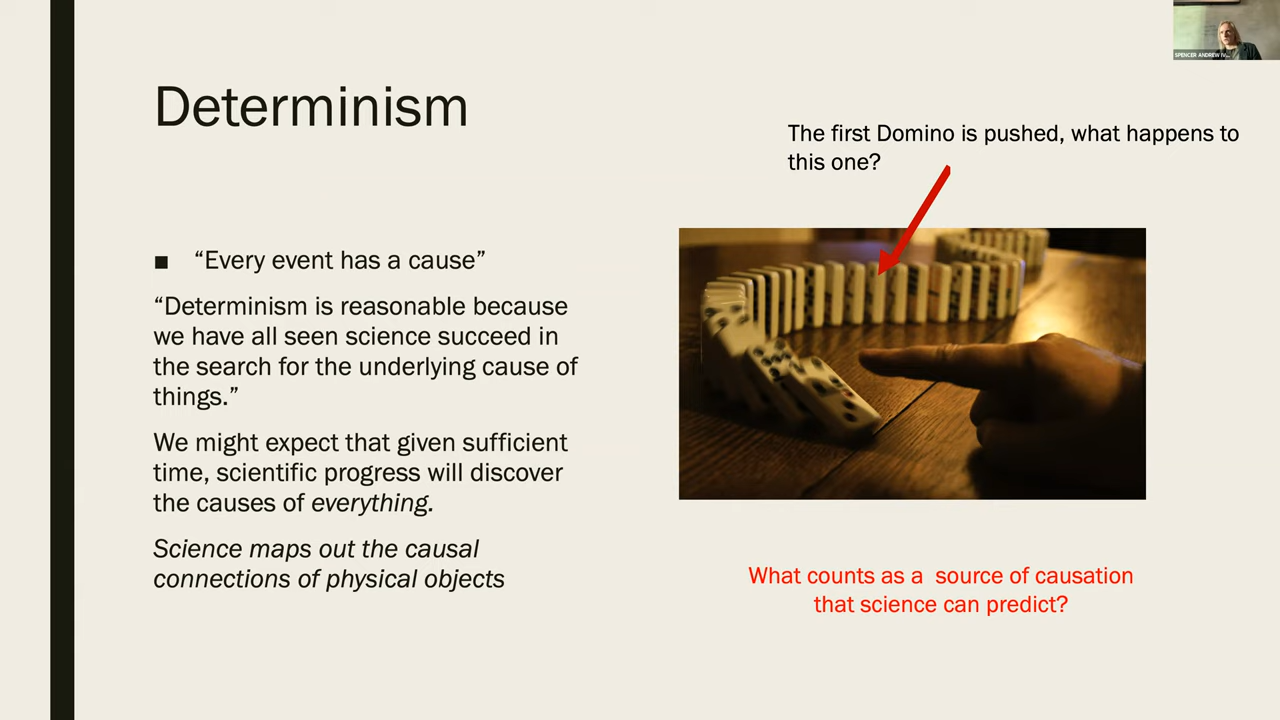 Determinism
The first Domino is pushed, what happens to
this one?
■ “Every event has a cause”
“Determinism is reasonable because
we have all seen science succeed in
the search for the underlying cause of
things.”
We might expect that given sufficient
time, scientific progress will discover
the causes of everything.
Science maps out the causal
connections of physical objects
What counts as a  source of causation
that science can predict?
SPENCER ANDREW